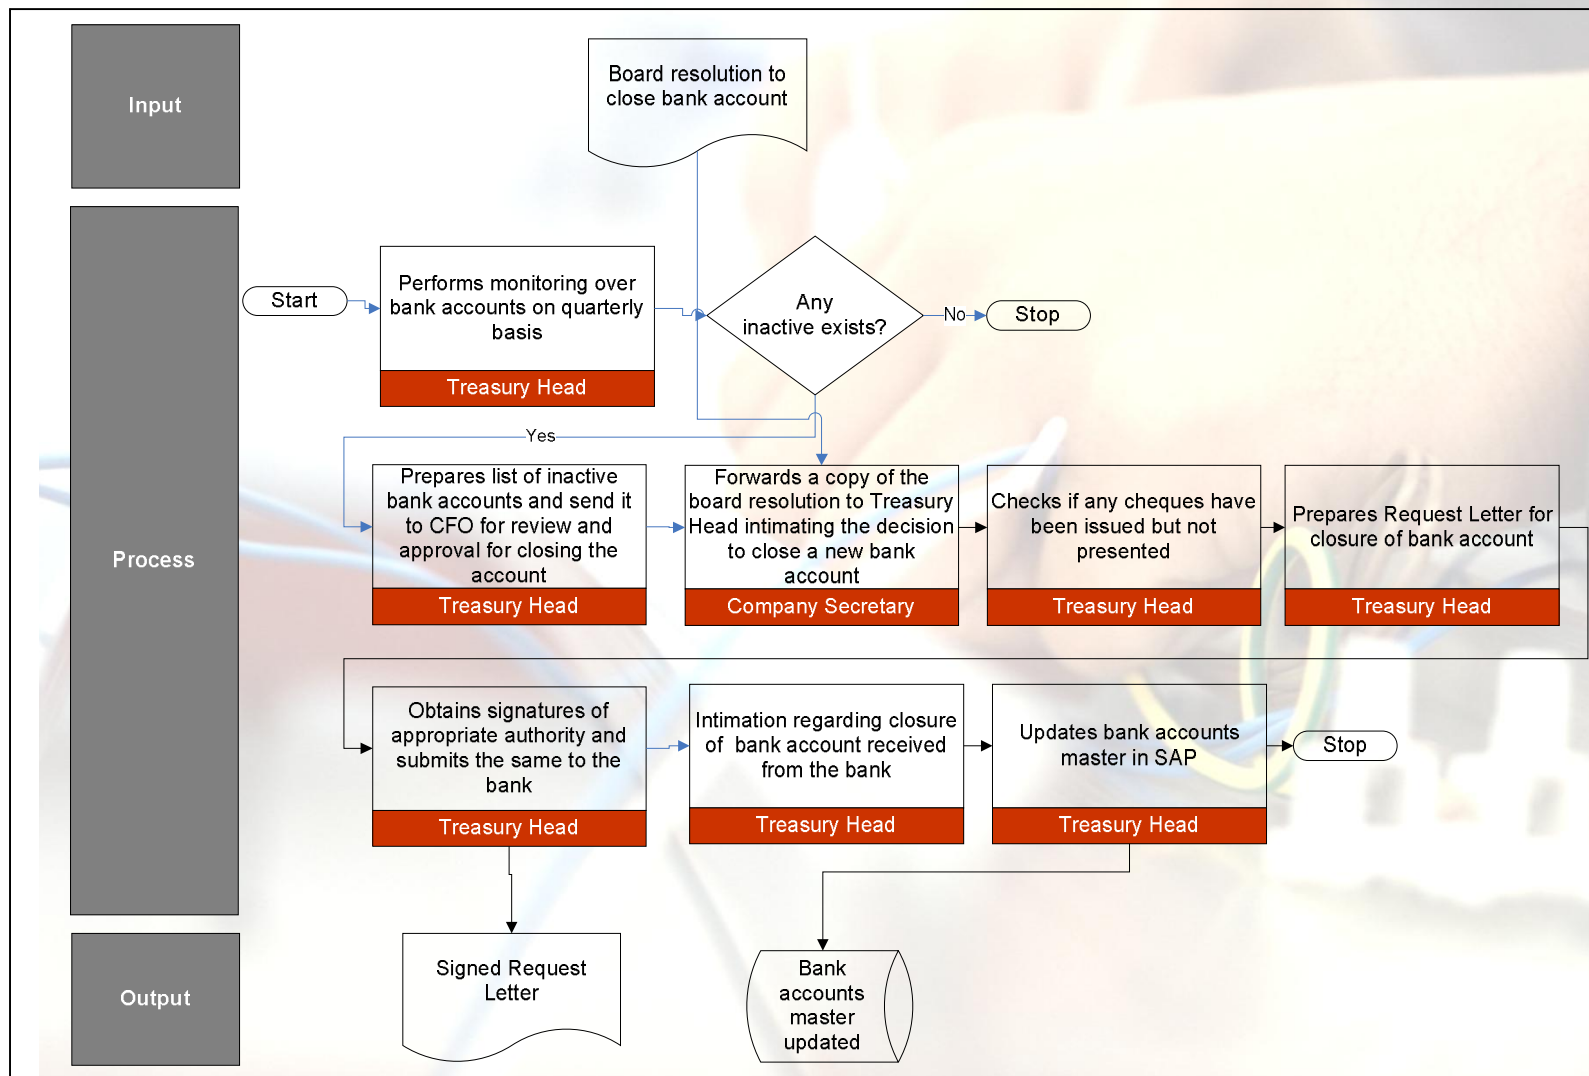 Input
Board resolution to
close bank account
Process
Start
Performs monitoring over
bank accounts on quarterly
basis
Treasury Head
Any
inactive exists?
No
Stop
Yes
Prepares list of inactive
bank accounts and send it
to CFO for review and
approval for closing the
account
Treasury Head
Forwards a copy of the
board resolution to Treasury
Head intimating the decision
to close a new bank
account
Company Secretary
Checks if any cheques have
been issued but not
presented
Treasury Head
Prepares Request Letter for
closure of bank account
Treasury Head
Obtains signatures of
appropriate authority and
submits the same to the
bank
Treasury Head
Intimation regarding closure
of bank account received
from the bank
Treasury Head
Updates bank accounts
master in SAP
Treasury Head
Stop
Output
Signed Request
Letter
Bank
accounts
master
updated